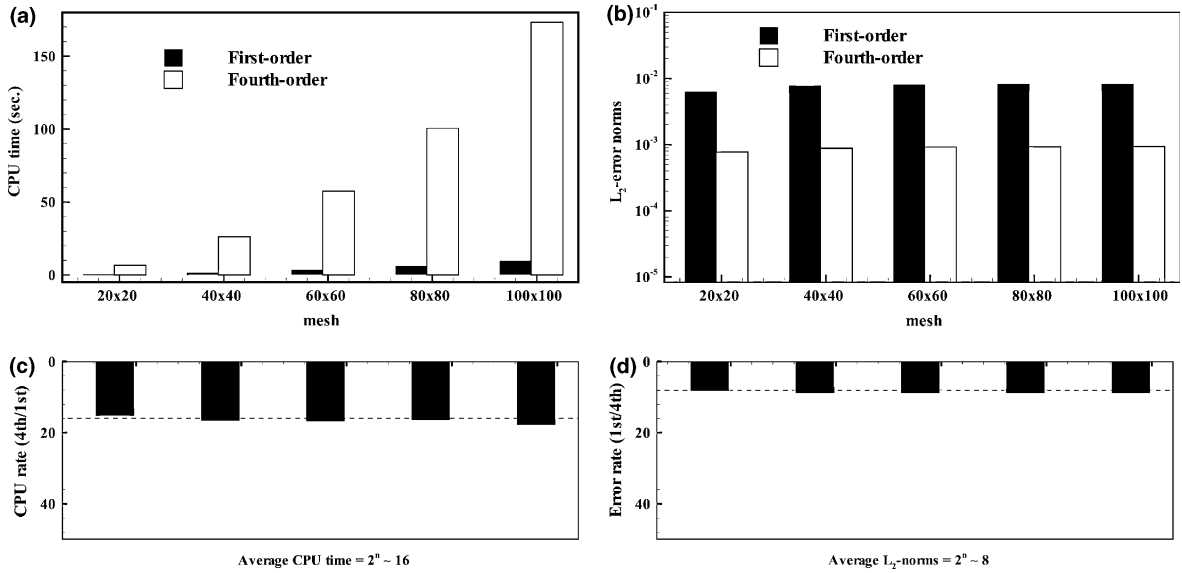 (a)
CPU time (sec.)
150
100
50
0
First-order
Fourth-order
20x20 40x40 60x60 80x80 100x100
mesh
(b)
L₂-error norms
10⁻¹
10⁻²
10⁻³
10⁻⁴
10⁻⁵
First-order
Fourth-order
20x20 40x40 60x60 80x80 100x100
mesh
(c)
CPU rate (4th/1st)
0
20
40
Average CPU time = 2ⁿ ~ 16
(d)
Error rate (1st/4th)
0
20
40
Average L₂-norms = 2ⁿ ~ 8